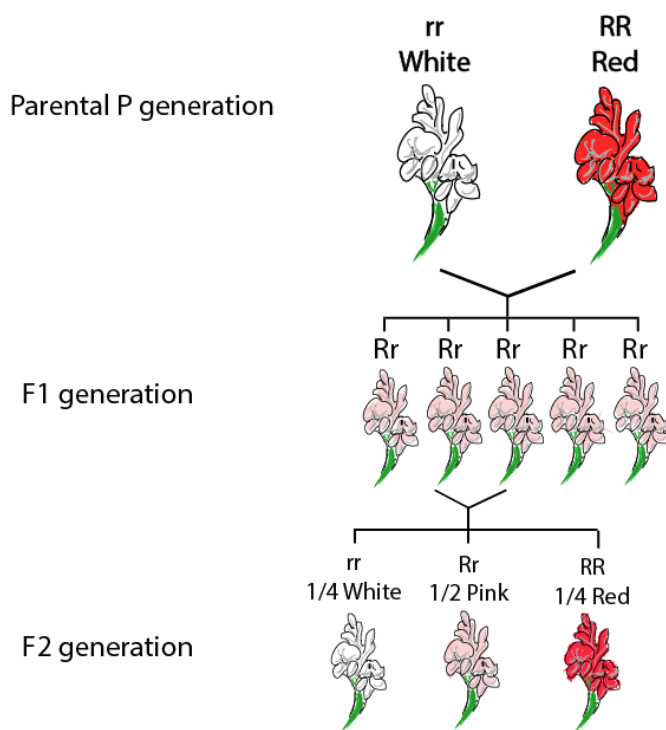 rr
White
RR
Red
Parental P generation
Rr
Rr
Rr
Rr
Rr
F1 generation
rr
1/4 White
Rr
1/2 Pink
RR
1/4 Red
F2 generation